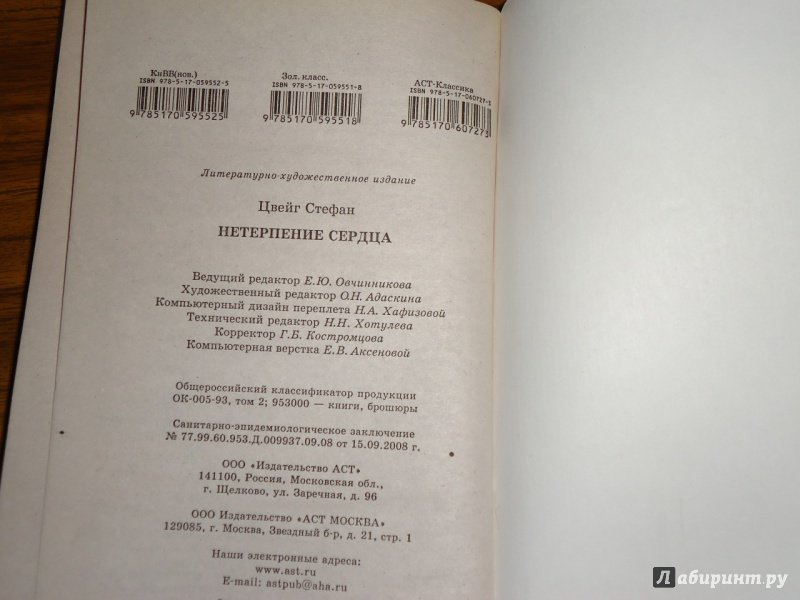 КнВВ(нов.)
ISBN 978-5-17-059552-5
9 785170 595525
Зол. класс.
ISBN 978-5-17-059551-8
9 785170 595518
АСТ-Классика
ISBN 978-5-17-060727-3
9 785170 607273
Литературно-художественное издание
Цвейг Стефан
НЕТЕРПЕНИЕ СЕРДЦА
Ведущий редактор Е.Ю. Овчинникова
Художественный редактор О.Н. Адаскина
Компьютерный дизайн переплета Н.А. Хафизовой
Технический редактор Н.Н. Хотулева
Корректор Г.Б. Костромцова
Компьютерная верстка Е.В. Аксеновой
Общероссийский классификатор продукции
ОК-005-93, том 2; 953000 — книги, брошюры
Санитарно-эпидемиологическое заключение
№ 77.99.60.953.Д.009937.09.08 от 15.09.2008 г.
ООО «Издательство АСТ»
141100, Россия, Московская обл.,
г. Щелково, ул. Заречная, д. 96
ООО Издательство «АСТ МОСКВА»
129085, г. Москва, Звездный б-р, д. 21, стр. 1
Наши электронные адреса:
www.ast.ru
E-mail: astpub@aha.ru
Лабиринт.ру